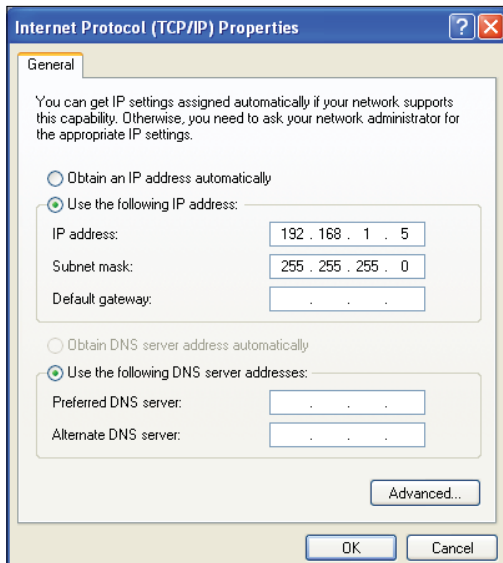 Internet Protocol (TCP/IP) Properties
General
You can get IP settings assigned automatically if your network supports
this capability. Otherwise, you need to ask your network administrator for
the appropriate IP settings.
Obtain an IP address automatically
Use the following IP address:
IP address: 192 . 168 . 1 . 5
Subnet mask: 255 . 255 . 255 . 0
Default gateway: . . .
Obtain DNS server address automatically
Use the following DNS server addresses:
Preferred DNS server: . . .
Alternate DNS server: . . .
Advanced...
OK Cancel